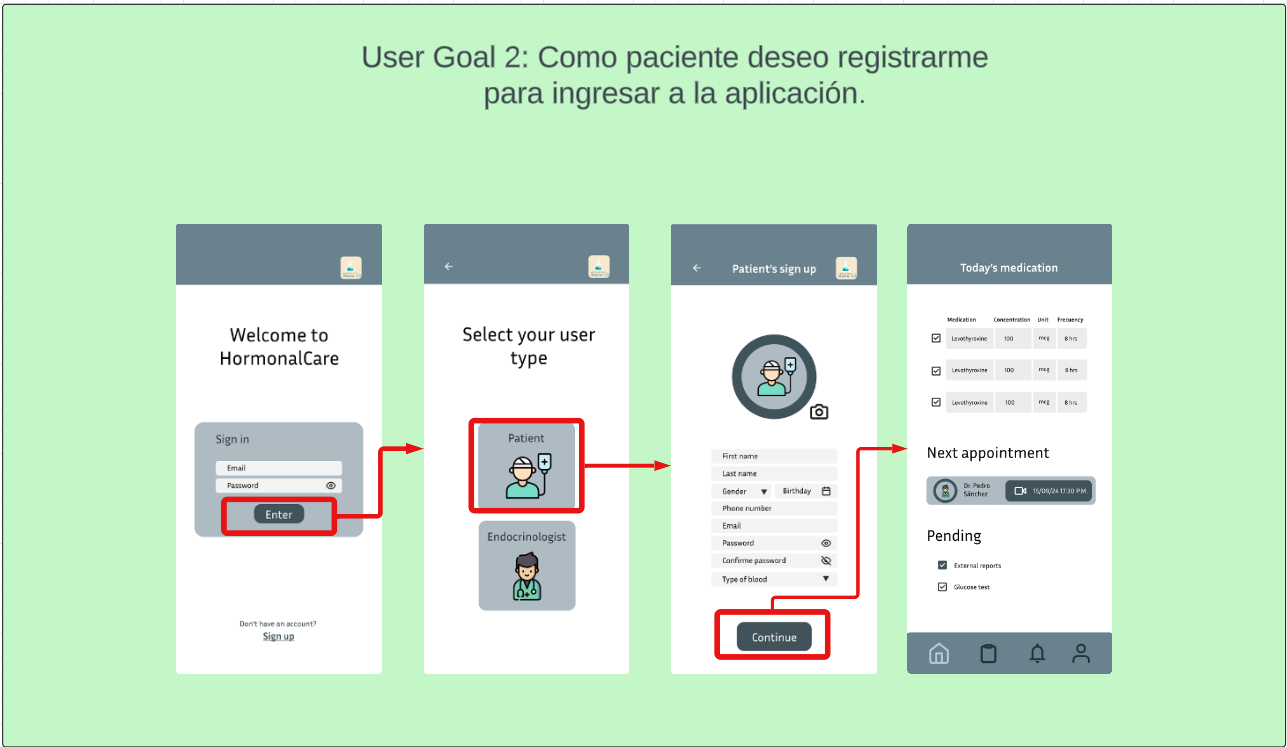 User Goal 2: Como paciente deseo registrarme
para ingresar a la aplicación.
Welcome to
HormonalCare
Sign in
Email
Password
Enter
Don't have an account?
Sign up
Select your user
type
Patient
Endocrinologist
Patient's sign up
First name
Last name
Gender Birthday
Phone number
Email
Password
Confirme password
Type of blood
Continue
Today's medication
Medication Concentration Unit Frecuency
Levothyroxine 100 mcg 8 hrs
Levothyroxine 100 mcg 8 hrs
Levothyroxine 100 mcg 8 hrs
Next appointment
Dr. Pedro
Sánchez
15/09/24 17:30 P.M.
Pending
External reports
Glucose test